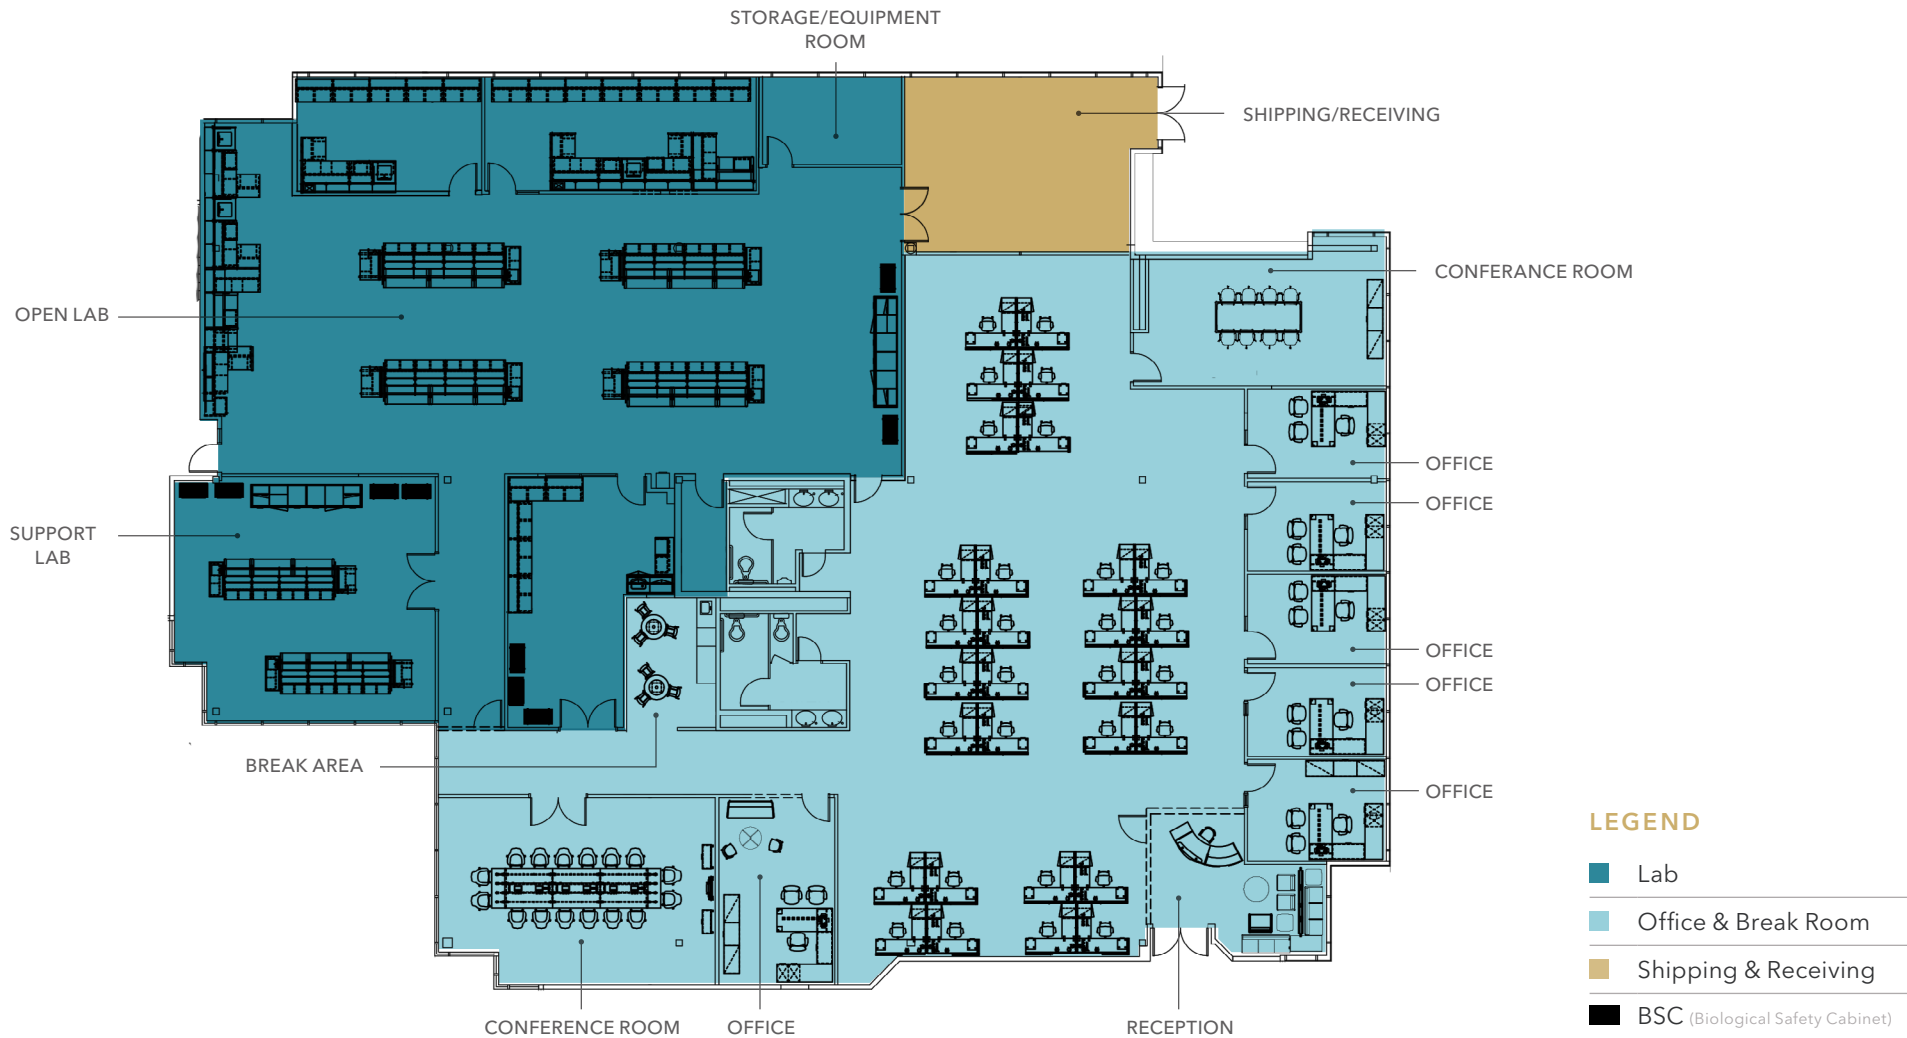 STORAGE/EQUIPMENT
ROOM
SHIPPING/RECEIVING
CONFERANCE ROOM
OPEN LAB
OFFICE
OFFICE
SUPPORT
LAB
OFFICE
OFFICE
BREAK AREA
OFFICE
CONFERENCE ROOM
OFFICE
RECEPTION
LEGEND
Lab
Office & Break Room
Shipping & Receiving
BSC (Biological Safety Cabinet)